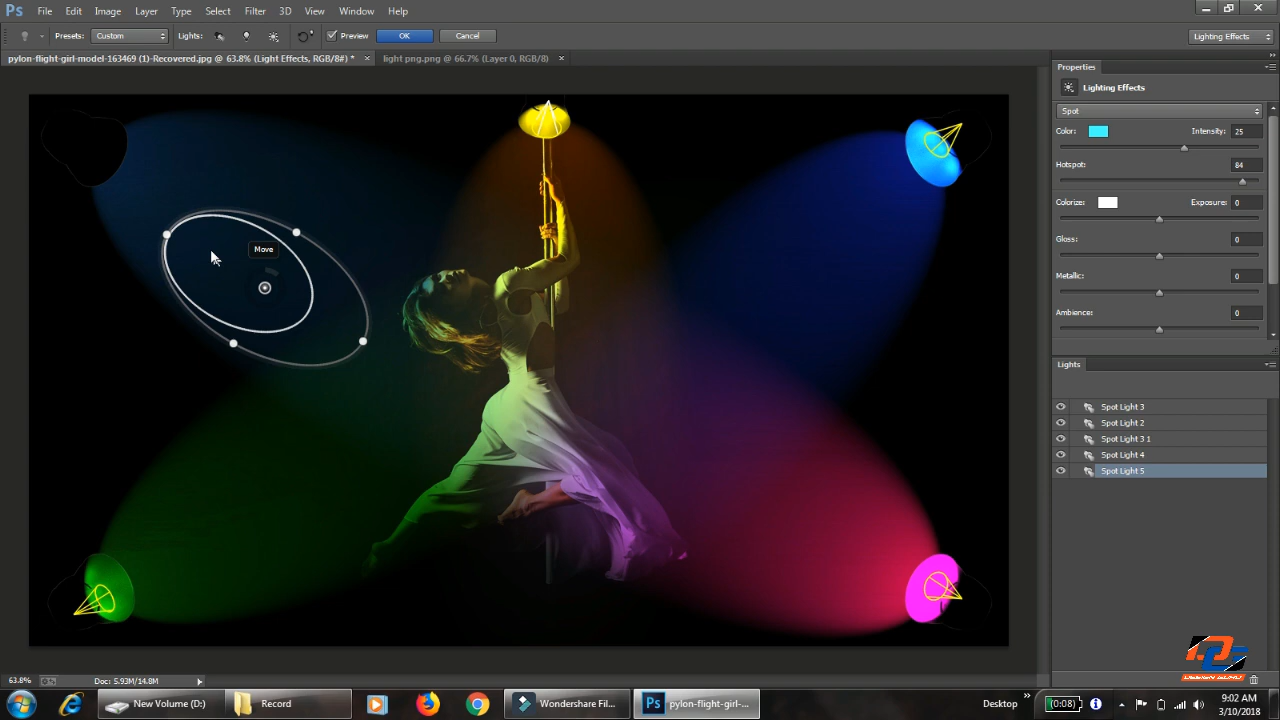 Ps File Edit Image Layer Type Select Filter 3D View Window Help
Presets: Custom Lights: Preview OK Cancel Lighting Effects
pylon-flight-girl-model-163469 (1)-Recovered.jpg @ 63.8% (Light Effects, RGB/8#) * × light png.png @ 66.7% (Layer 0, RGB/8) ×
Properties
Lighting Effects
Spot
Color: Intensity: 25
Hotspot: 84
Colorize: Exposure: 0
Gloss: 0
Metallic: 0
Ambience: 0
Move
Lights
Spot Light 3
Spot Light 2
Spot Light 3 1
Spot Light 4
Spot Light 5
DESIGN GURU
63.8% Doc: 5.93M/14.8M
New Volume (D:) Record Wondershare Fil... Ps pylon-flight-girl-... Desktop » (0:08) 9:02 AM
3/10/2018